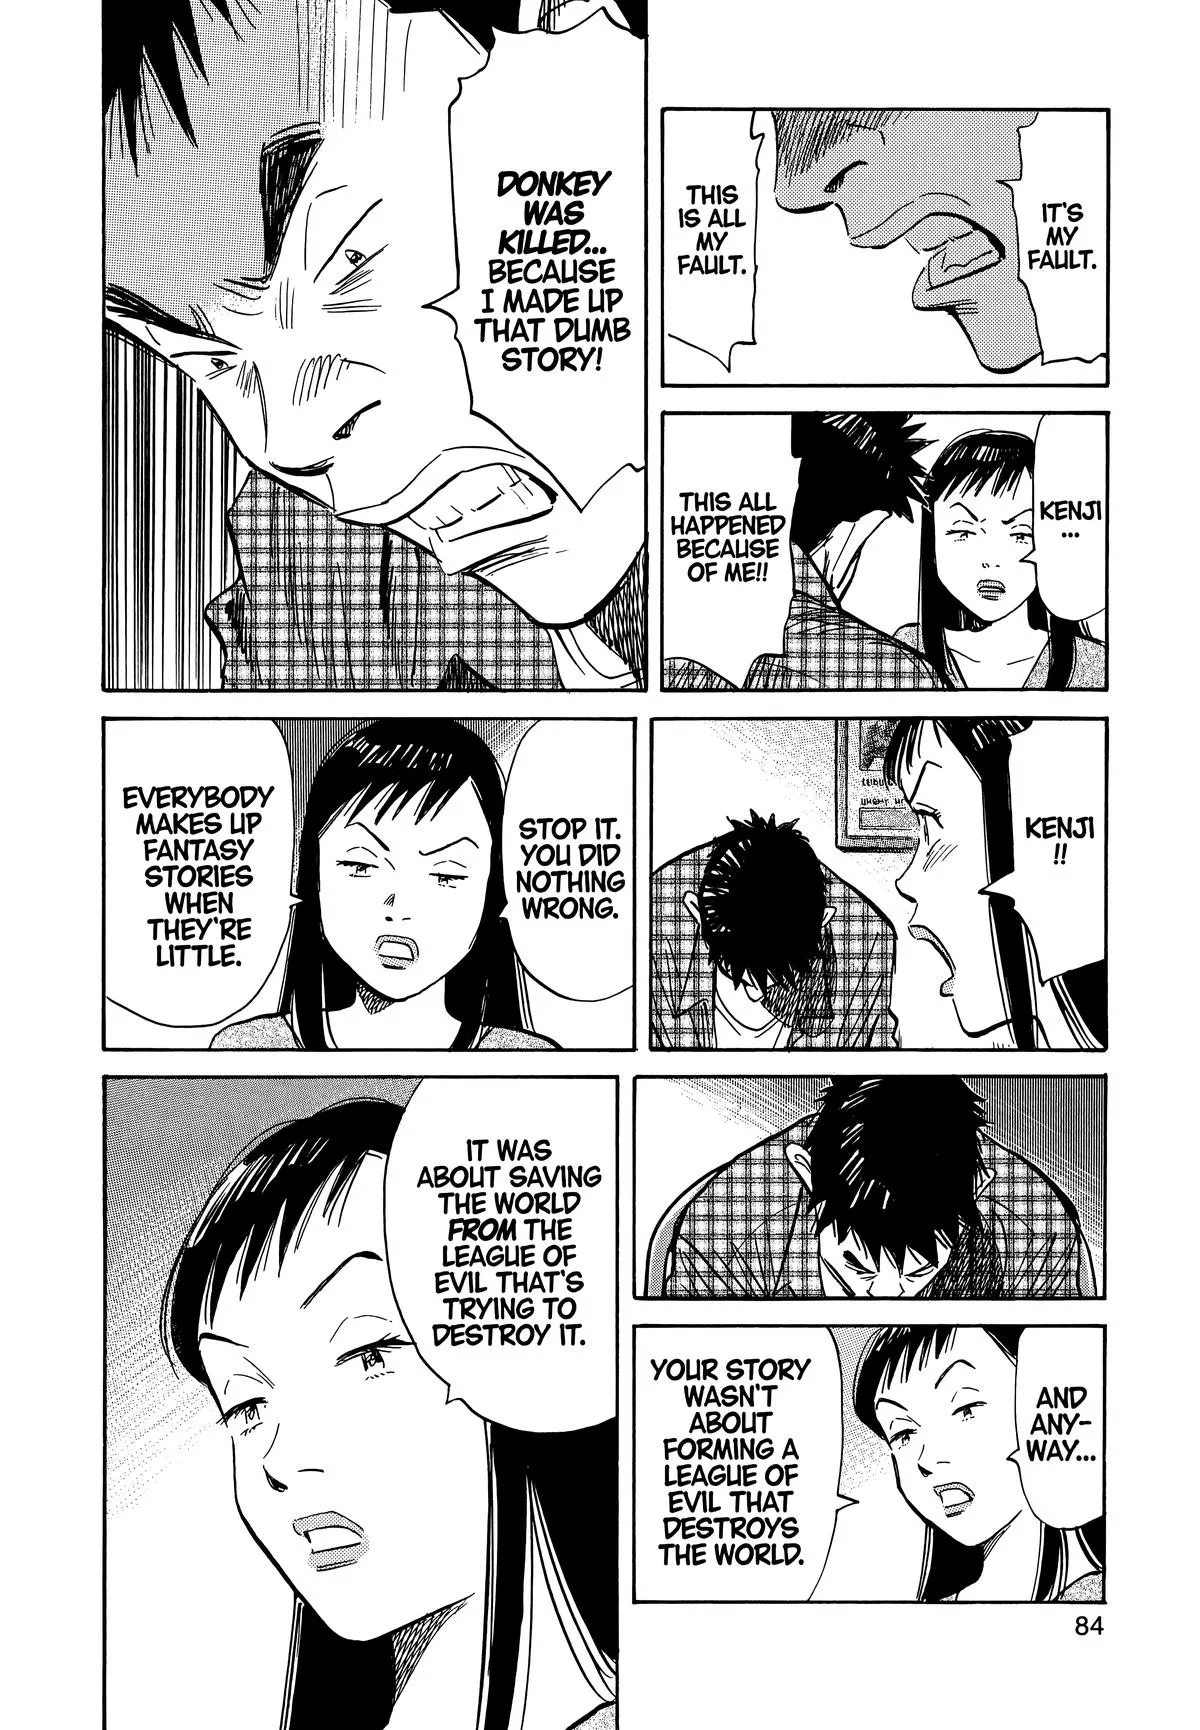 IT'S
MY
FAULT.
THIS
IS ALL
MY
FAULT.
KENJI
...
THIS ALL
HAPPENED
BECAUSE
OF ME!!
DONKEY
WAS
KILLED...
BECAUSE
I MADE UP
THAT DUMB
STORY!
KENJI
!!
STOP IT.
YOU DID
NOTHING
WRONG.
EVERYBODY
MAKES UP
FANTASY
STORIES
WHEN
THEY'RE
LITTLE.
AND
ANY-
WAY...
YOUR STORY
WASN'T
ABOUT
FORMING A
LEAGUE OF
EVIL THAT
DESTROYS
THE WORLD.
IT WAS
ABOUT SAVING
THE WORLD
FROM THE
LEAGUE OF
EVIL THAT'S
TRYING TO
DESTROY IT.
84